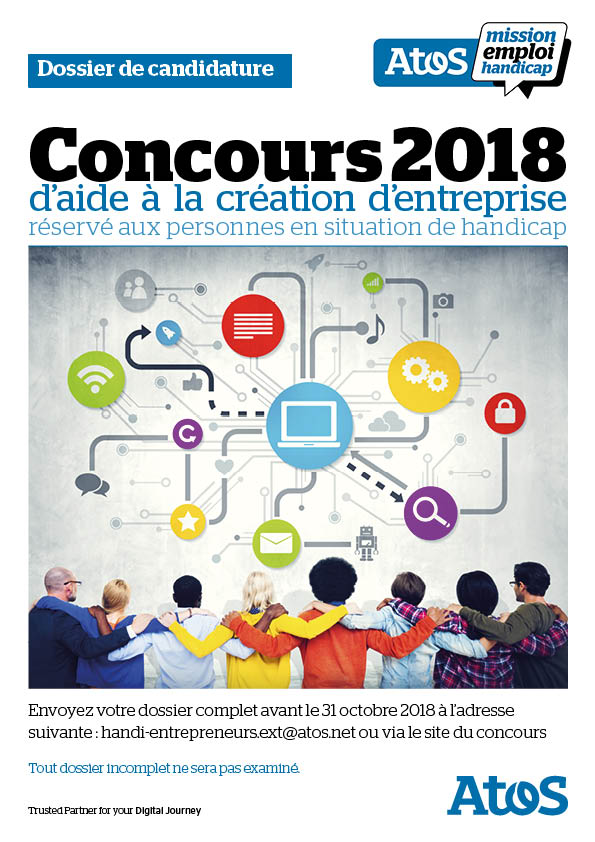 Dossier de candidature
Atos
mission
emploi
handicap
Concours 2018
d'aide à la création d'entreprise
réservé aux personnes en situation de handicap
Envoyez votre dossier complet avant le 31 octobre 2018 à l'adresse
suivante : handi-entrepreneurs.ext@atos.net ou via le site du concours
Tout dossier incomplet ne sera pas examiné.
Trusted Partner for your Digital Journey
Atos